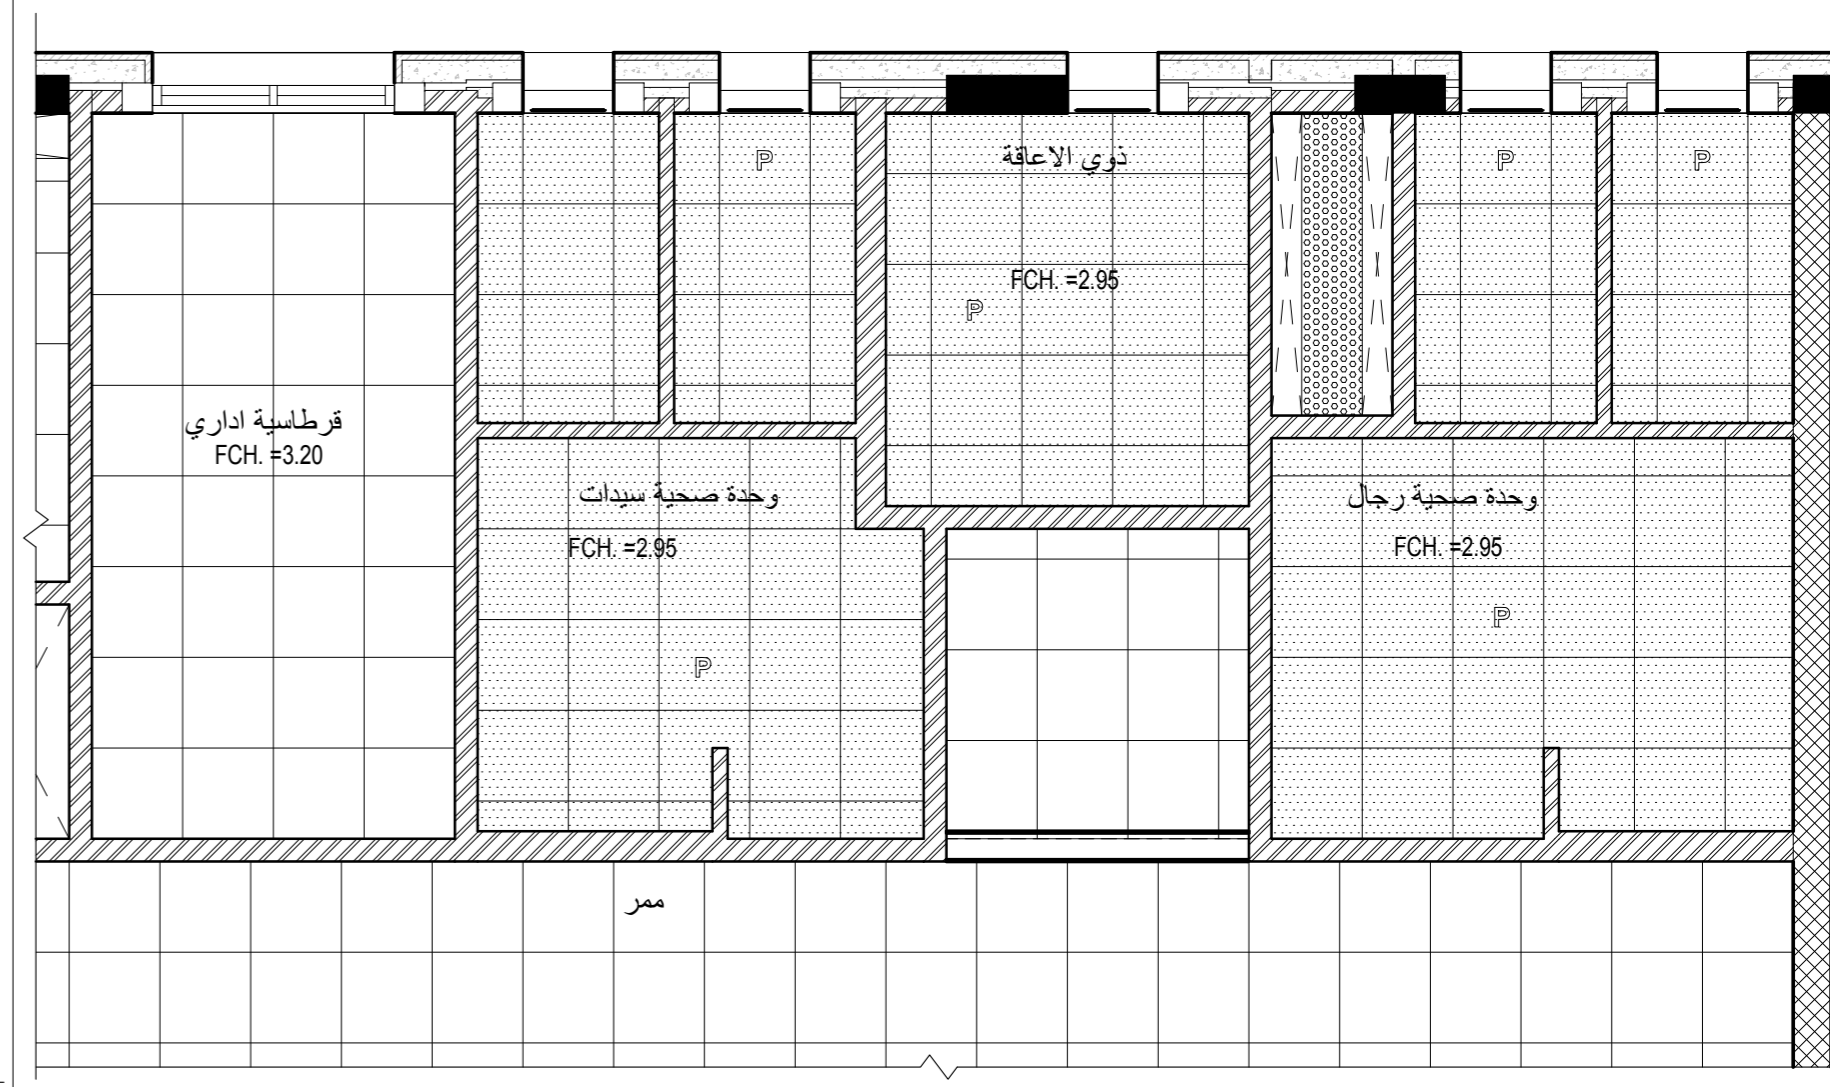 P
P
P
ذوي الاعاقة
FCH. =2.95
P
قرطاسية اداري
FCH. =3.20
وحدة صحية سيدات
FCH. =2.95
P
وحدة صحية رجال
FCH. =2.95
P
ممر